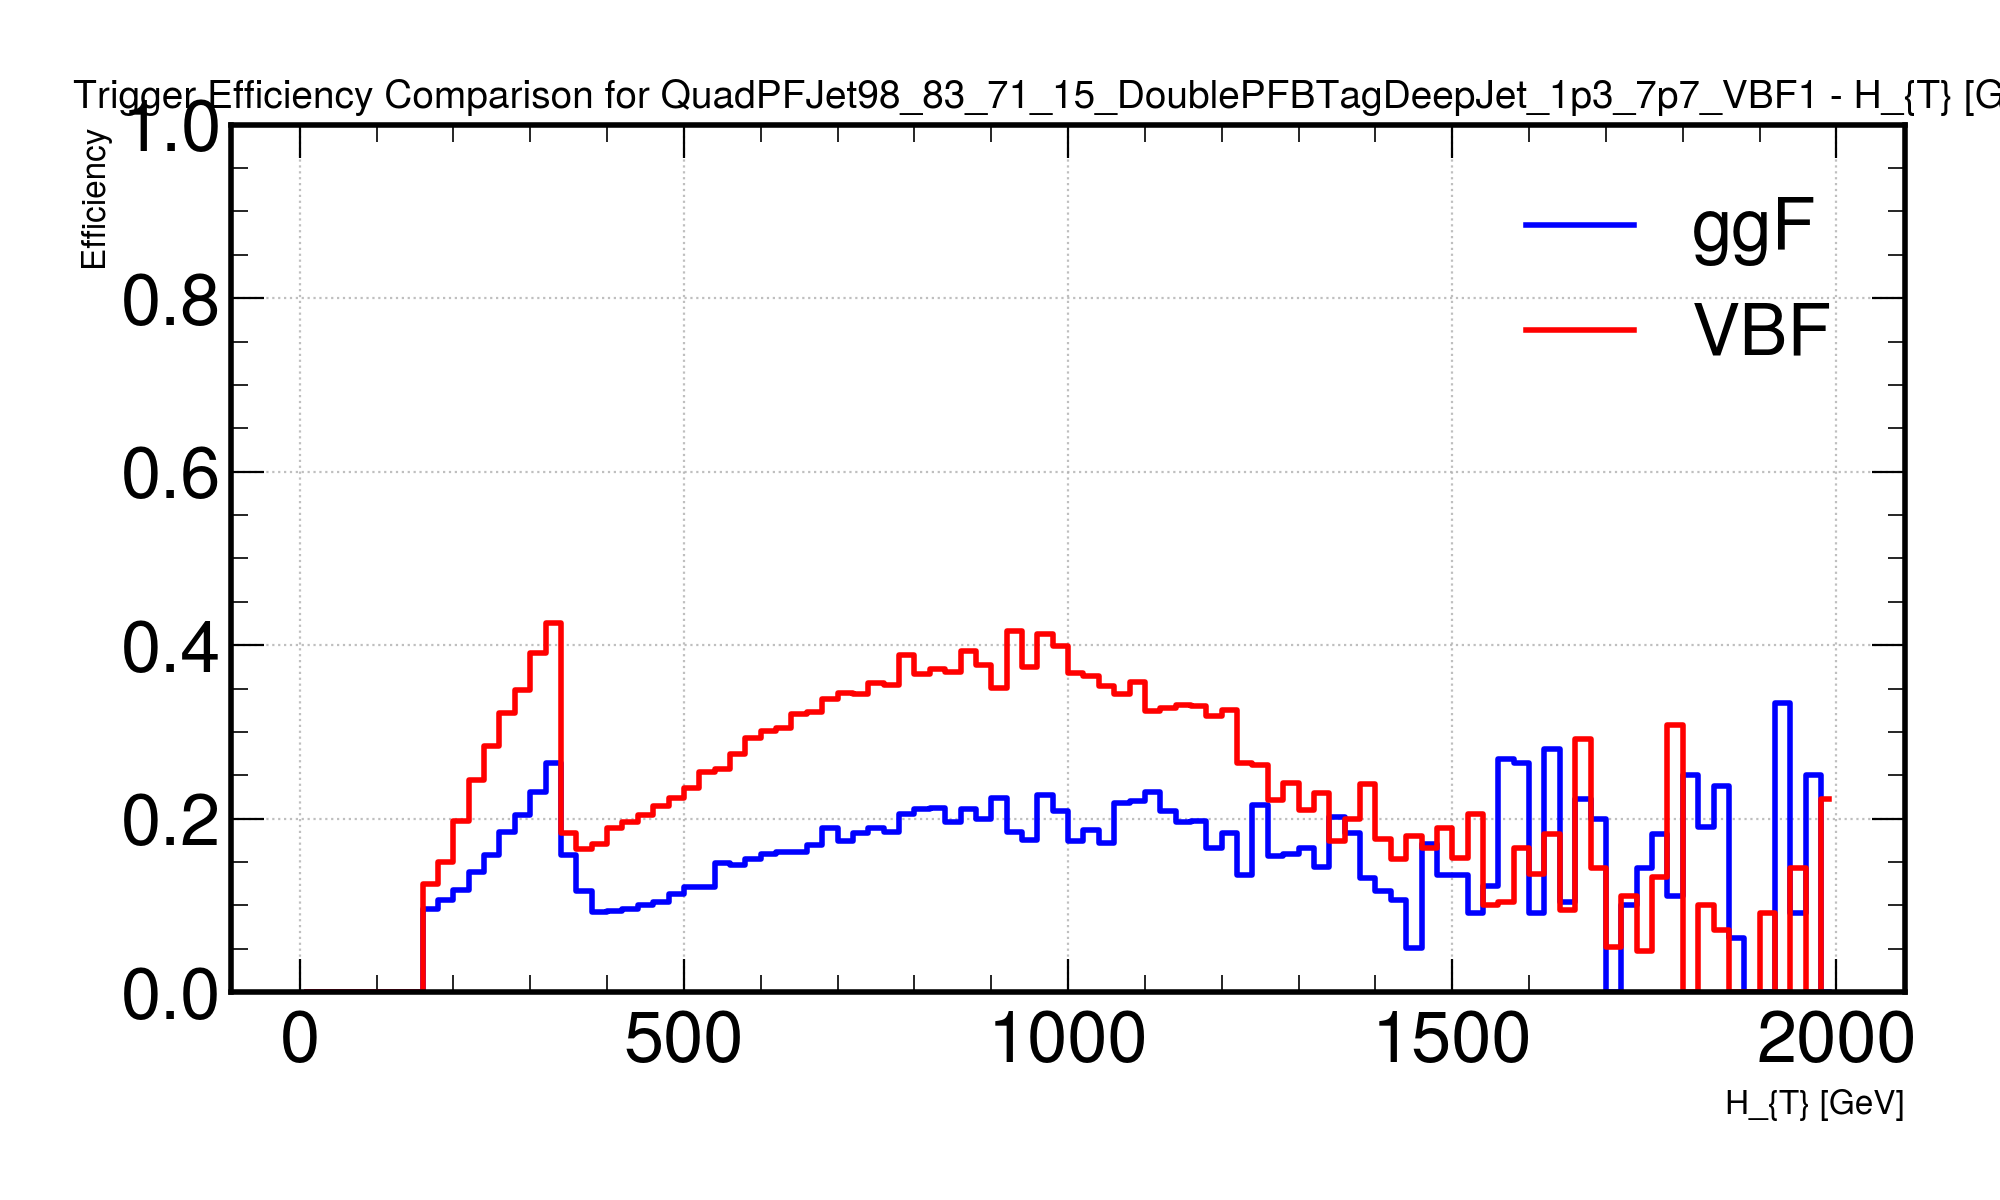 Trigger Efficiency Comparison for QuadPFJet98_83_71_15_DoublePFBTagDeepJet_1p3_7p7_VBF1 - H_{T} [G
Efficiency
1.0
0.8
0.6
0.4
0.2
0.0
ggF
VBF
0 500 1000 1500 2000
H_{T} [GeV]